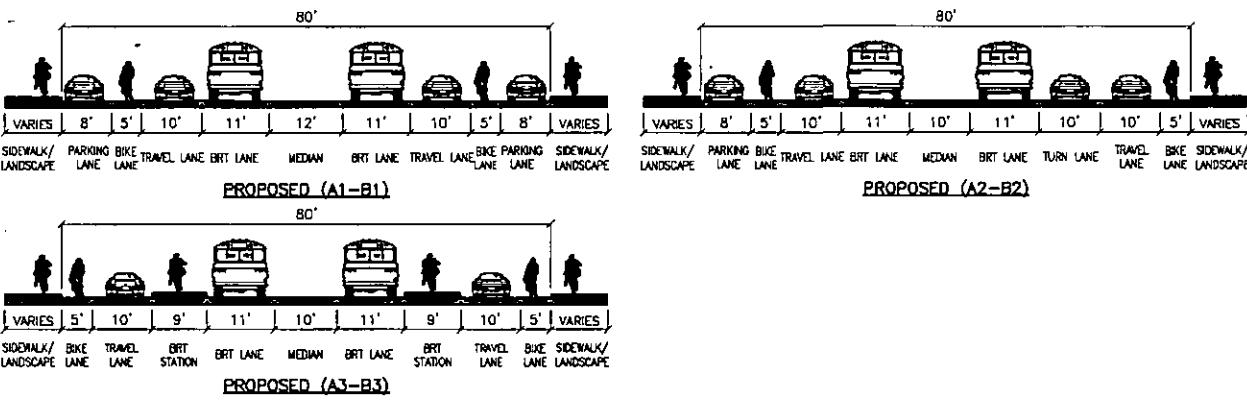 80'
VARIES 8' 5' 10' 11' 12' 11' 10' 5' 8' VARIES
SIDEWALK/ LANDSCAPE PARKING LANE BIKE LANE TRAVEL LANE BRT LANE MEDIAN BRT LANE TRAVEL LANE BIKE LANE PARKING LANE SIDEWALK/ LANDSCAPE
PROPOSED (A1-B1)
80'
VARIES 8' 5' 10' 11' 10' 11' 10' 10' 5' VARIES
SIDEWALK/ LANDSCAPE PARKING LANE BIKE LANE TRAVEL LANE BRT LANE MEDIAN BRT LANE TURN LANE TRAVEL LANE BIKE LANE SIDEWALK/ LANDSCAPE
PROPOSED (A2-B2)
80'
VARIES 5' 10' 9' 11' 10' 11' 9' 10' 5' VARIES
SIDEWALK/ LANDSCAPE BIKE LANE TRAVEL LANE BRT STATION BRT LANE MEDIAN BRT LANE BRT STATION TRAVEL LANE BIKE LANE SIDEWALK/ LANDSCAPE
PROPOSED (A3-B3)